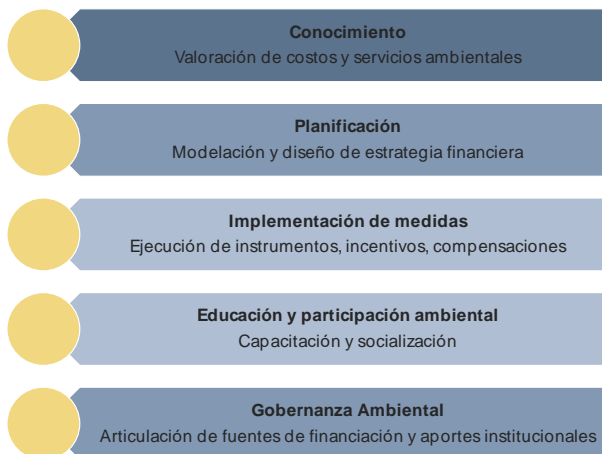 Conocimiento
Valoración de costos y servicios ambientales
Planificación
Modelación y diseño de estrategia financiera
Implementación de medidas
Ejecución de instrumentos, incentivos, compensaciones
Educación y participación ambiental
Capacitación y socialización
Gobernanza Ambiental
Articulación de fuentes de financiación y aportes institucionales